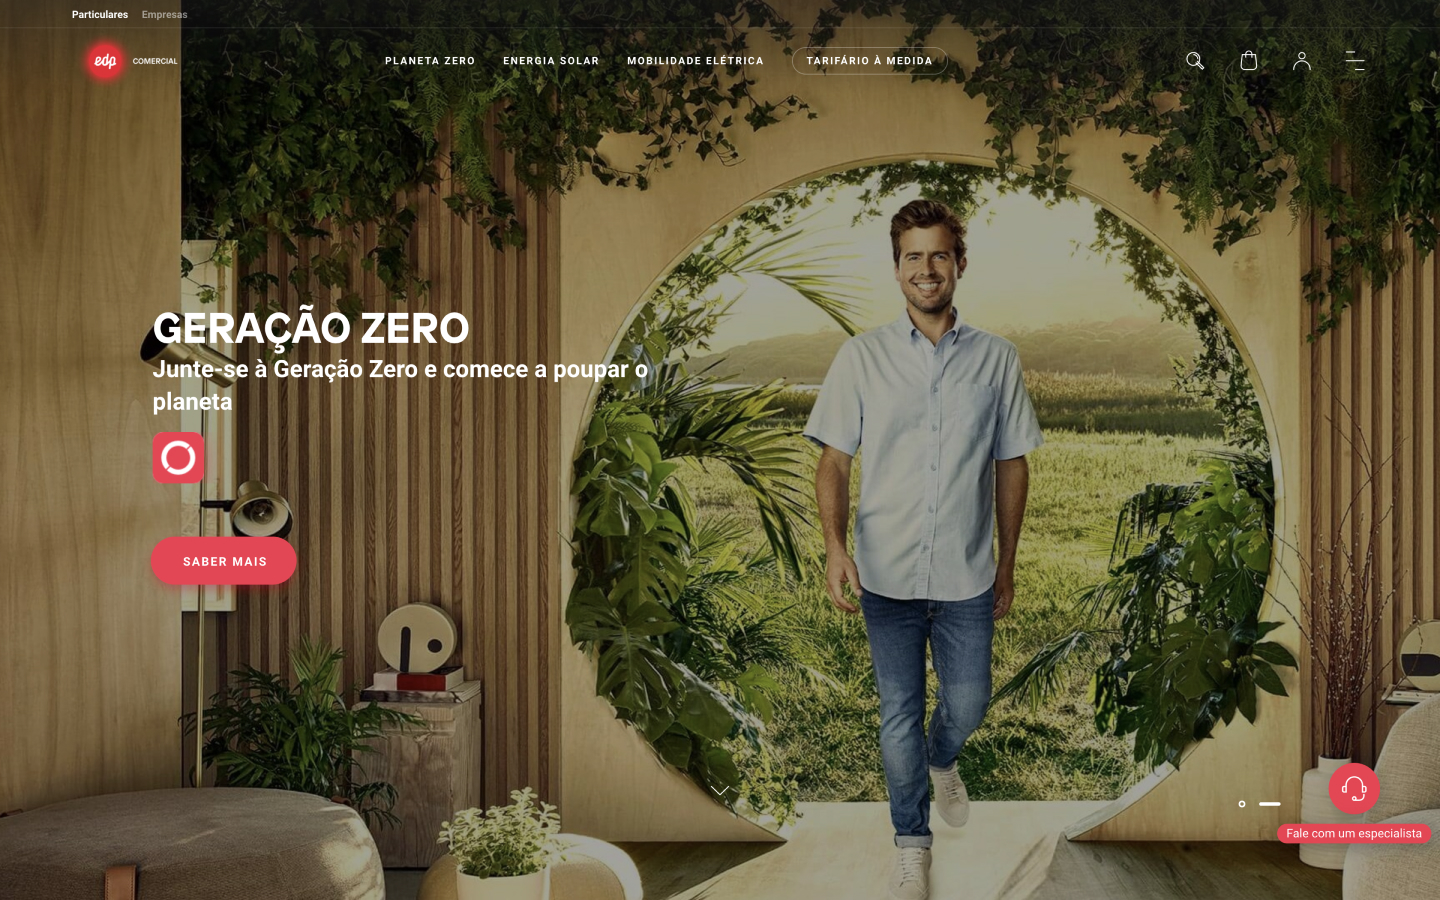 Particulares Empresas
edp COMERCIAL
PLANETA ZERO ENERGIA SOLAR MOBILIDADE ELÉTRICA TARIFÁRIO À MEDIDA
GERAÇÃO ZERO
Junte-se à Geração Zero e comece a poupar o
planeta
SABER MAIS
Fale com um especialista